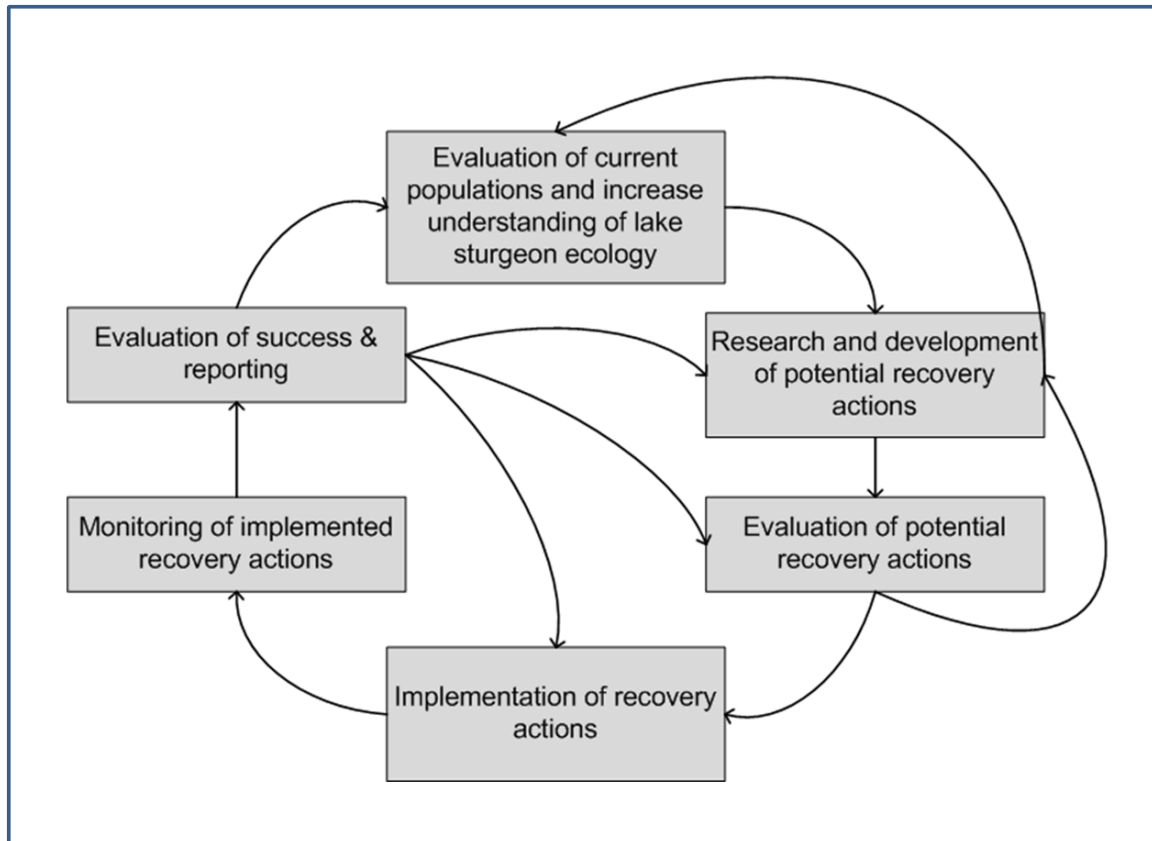 Evaluation of current
populations and increase
understanding of lake
sturgeon ecology
Evaluation of success &
reporting
Research and development
of potential recovery
actions
Monitoring of implemented
recovery actions
Evaluation of potential
recovery actions
Implementation of recovery
actions